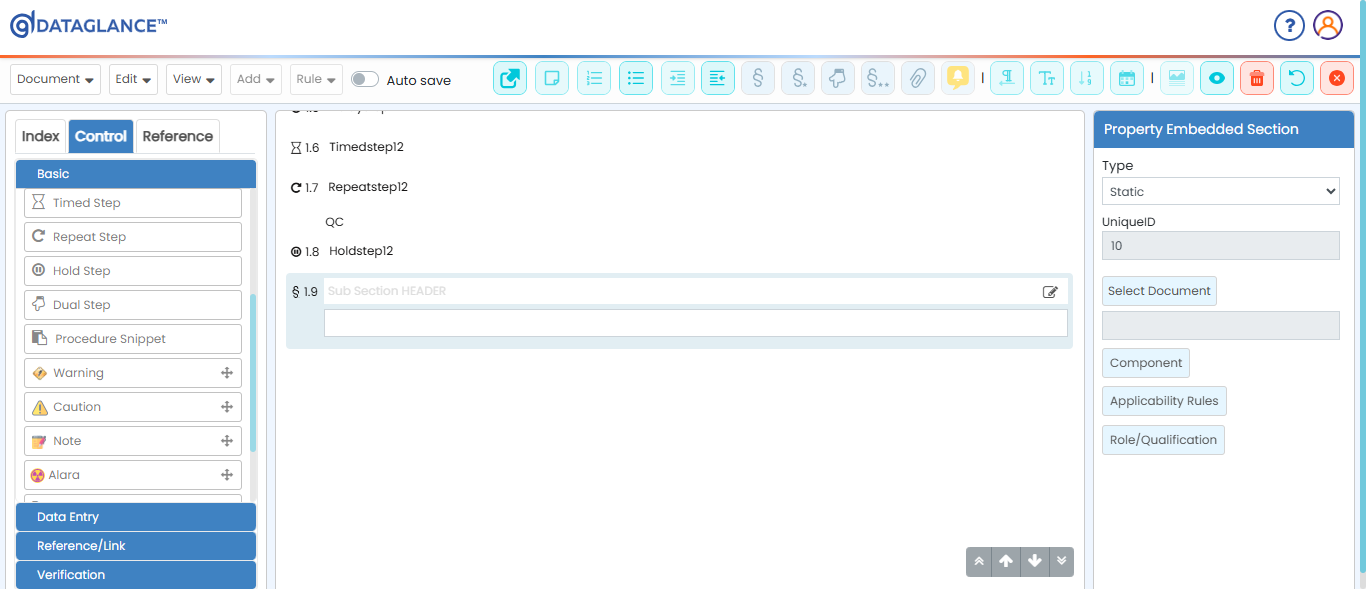 DATAGLANCE™
?
Document
Edit
View
Add
Rule
Auto save
Index
Control
Reference
Basic
Timed Step
Repeat Step
Hold Step
Dual Step
Procedure Snippet
Warning
Caution
Note
Alara
Data Entry
Reference/Link
Verification
1.6 Timedstep12
1.7 Repeatstep12
QC
1.8 Holdstep12
§ 1.9 Sub Section HEADER
Property Embedded Section
Type
Static
UniqueID
10
Select Document
Component
Applicability Rules
Role/Qualification